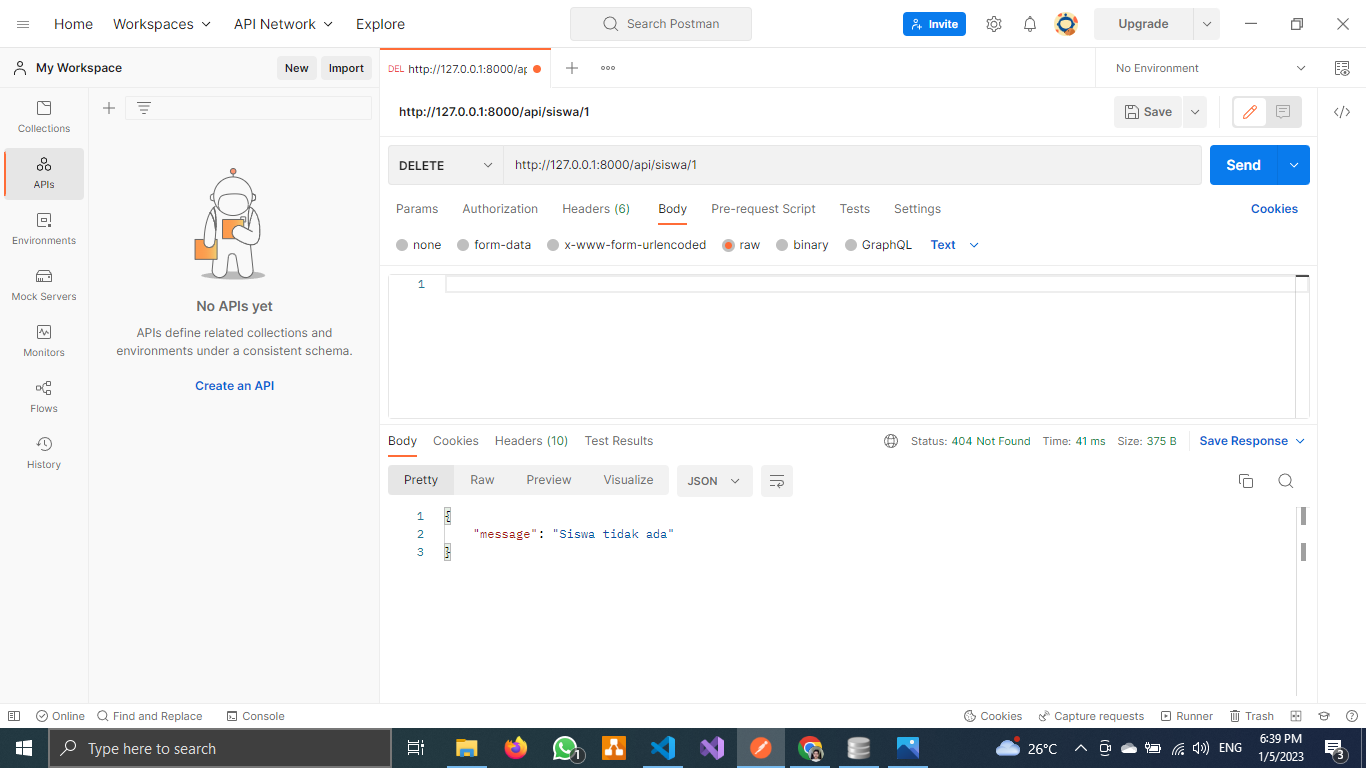 Home Workspaces API Network Explore Search Postman Invite Upgrade
My Workspace New Import DEL http://127.0.0.1:8000/ap No Environment
Collections
APIs
Environments
Mock Servers
Monitors
Flows
History
No APIs yet
APIs define related collections and
environments under a consistent schema.
Create an API
http://127.0.0.1:8000/api/siswa/1 Save
DELETE http://127.0.0.1:8000/api/siswa/1 Send
Params Authorization Headers (6) Body Pre-request Script Tests Settings Cookies
none form-data x-www-form-urlencoded raw binary GraphQL Text
1
Body Cookies Headers (10) Test Results Status: 404 Not Found Time: 41 ms Size: 375 B Save Response
Pretty Raw Preview Visualize JSON
1 {
2 "message": "Siswa tidak ada"
3 }
Online Find and Replace Console Cookies Capture requests Runner Trash
Type here to search 1 26°C ENG 6:39 PM
1/5/2023 3